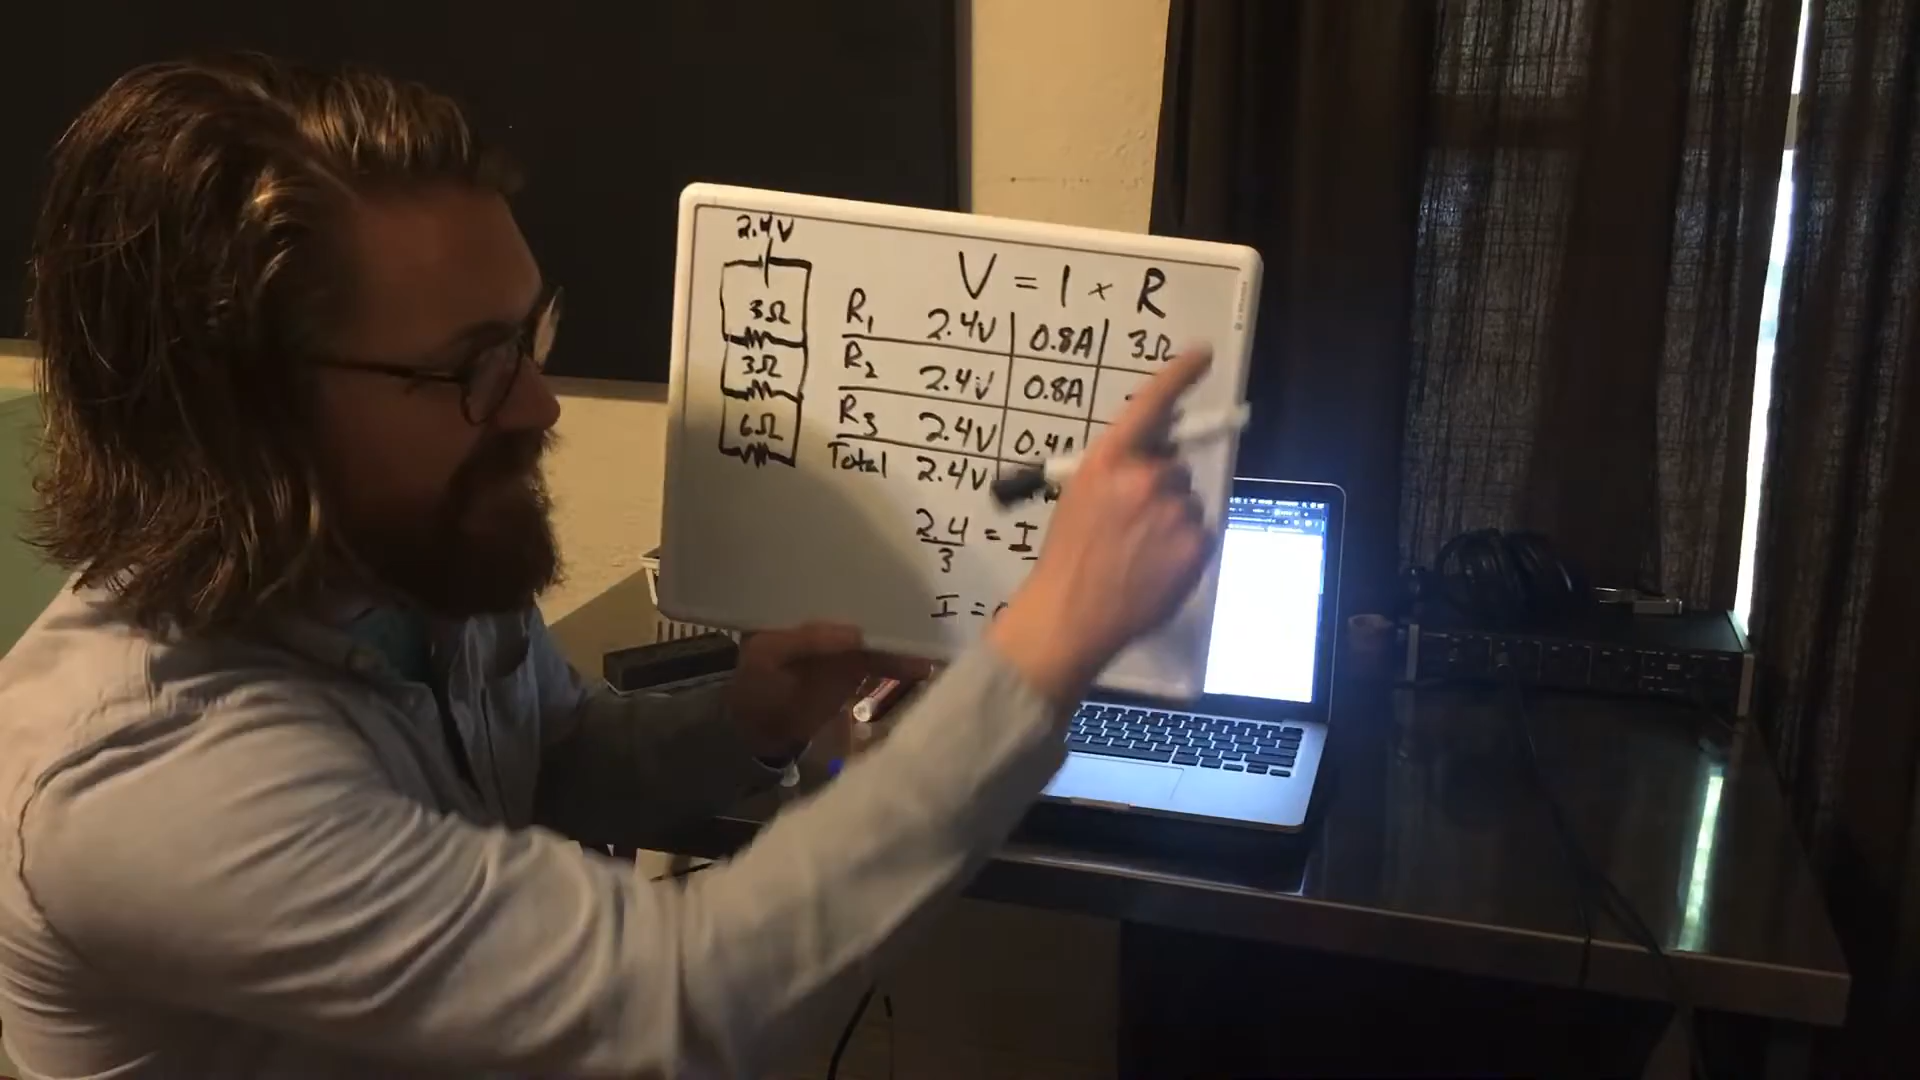 2.4V
3Ω
3Ω
6Ω
V = I × R
R1 2.4V 0.8A 3Ω
R2 2.4V 0.8A
R3 2.4V 0.4A
Total 2.4V
2.4/3 = I
I =